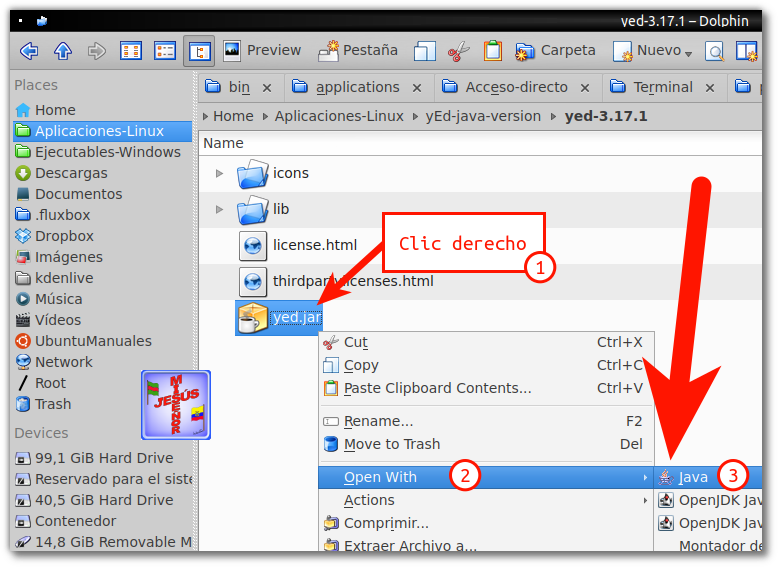 yed-3.17.1 – Dolphin
Preview
Pestaña
Carpeta
Nuevo
bin
applications
Acceso-directo
Terminal
Home Aplicaciones-Linux yEd-java-version yed-3.17.1
Places
Home
Aplicaciones-Linux
Ejecutables-Windows
Descargas
Documentos
.fluxbox
Dropbox
Imágenes
kdenlive
Música
Vídeos
UbuntuManuales
Network
Root
Trash
Devices
99,1 GiB Hard Drive
Reservado para el siste
40,5 GiB Hard Drive
Contenedor
14,8 GiB Removable M
Name
icons
lib
license.html
thirdpartylicenses.html
yed.jar
Clic derecho
1
Cut Ctrl+X
Copy Ctrl+C
Paste Clipboard Contents... Ctrl+V
Rename... F2
Move to Trash Del
Open With 2
Actions
Comprimir...
Extraer Archivo a...
Java 3
OpenJDK Jav
OpenJDK Jav
Montador de
JESÚS